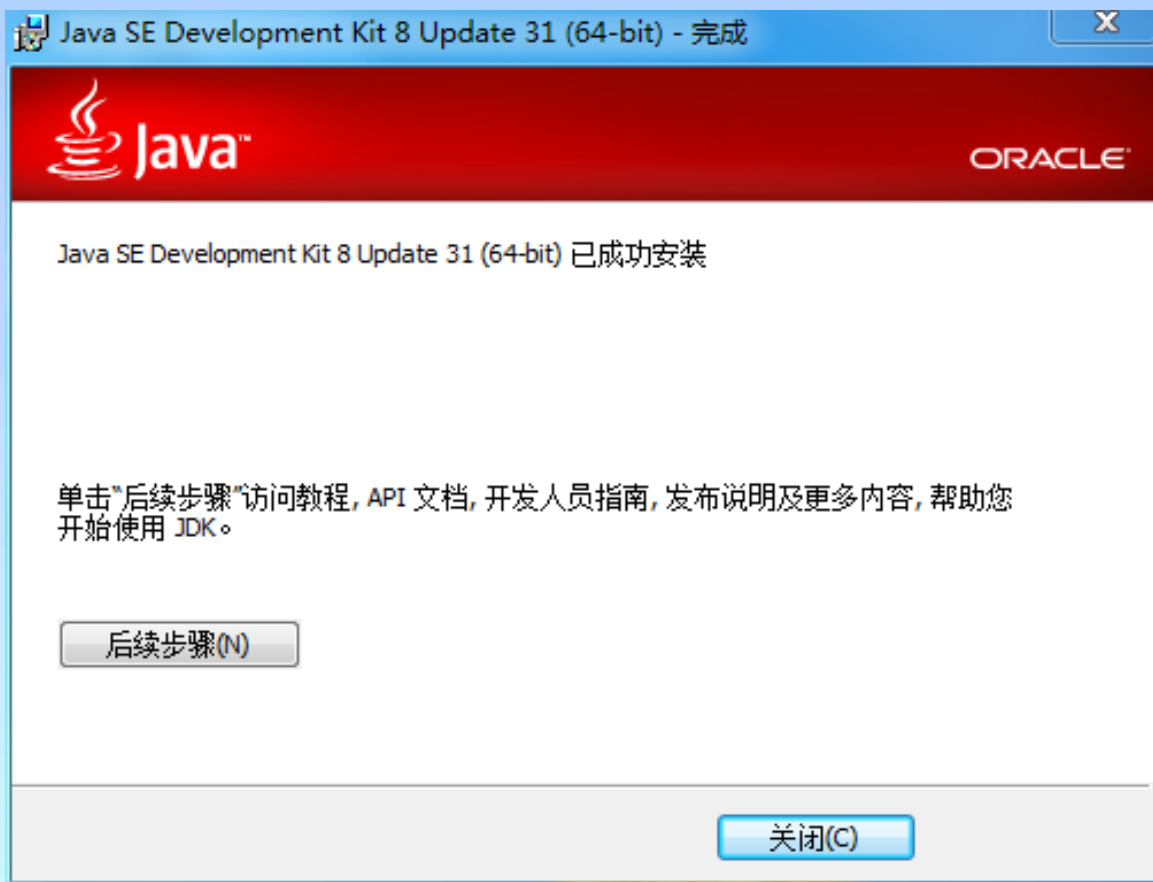 Java SE Development Kit 8 Update 31 (64-bit) - 完成
Java™
ORACLE
Java SE Development Kit 8 Update 31 (64-bit) 已成功安装
单击"后续步骤"访问教程, API 文档, 开发人员指南, 发布说明及更多内容, 帮助您
开始使用 JDK。
后续步骤(N)
关闭(C)